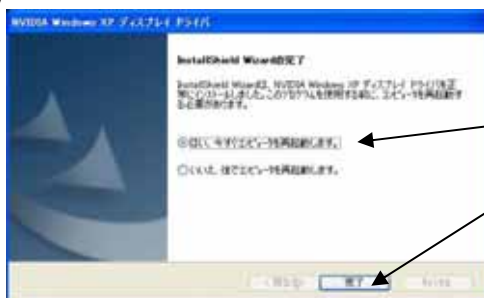 NVIDIA Windows XP ディスプレイ ドライバ
InstallShield Wizardの完了
InstallShield Wizardは、NVIDIA Windows XP ディスプレイ ドライバを正
常にインストールしました。このプログラムを使用する前に、コンピュータを再起動す
る必要があります。
はい、今すぐコンピュータを再起動します。
いいえ、後でコンピュータを再起動します。
完了